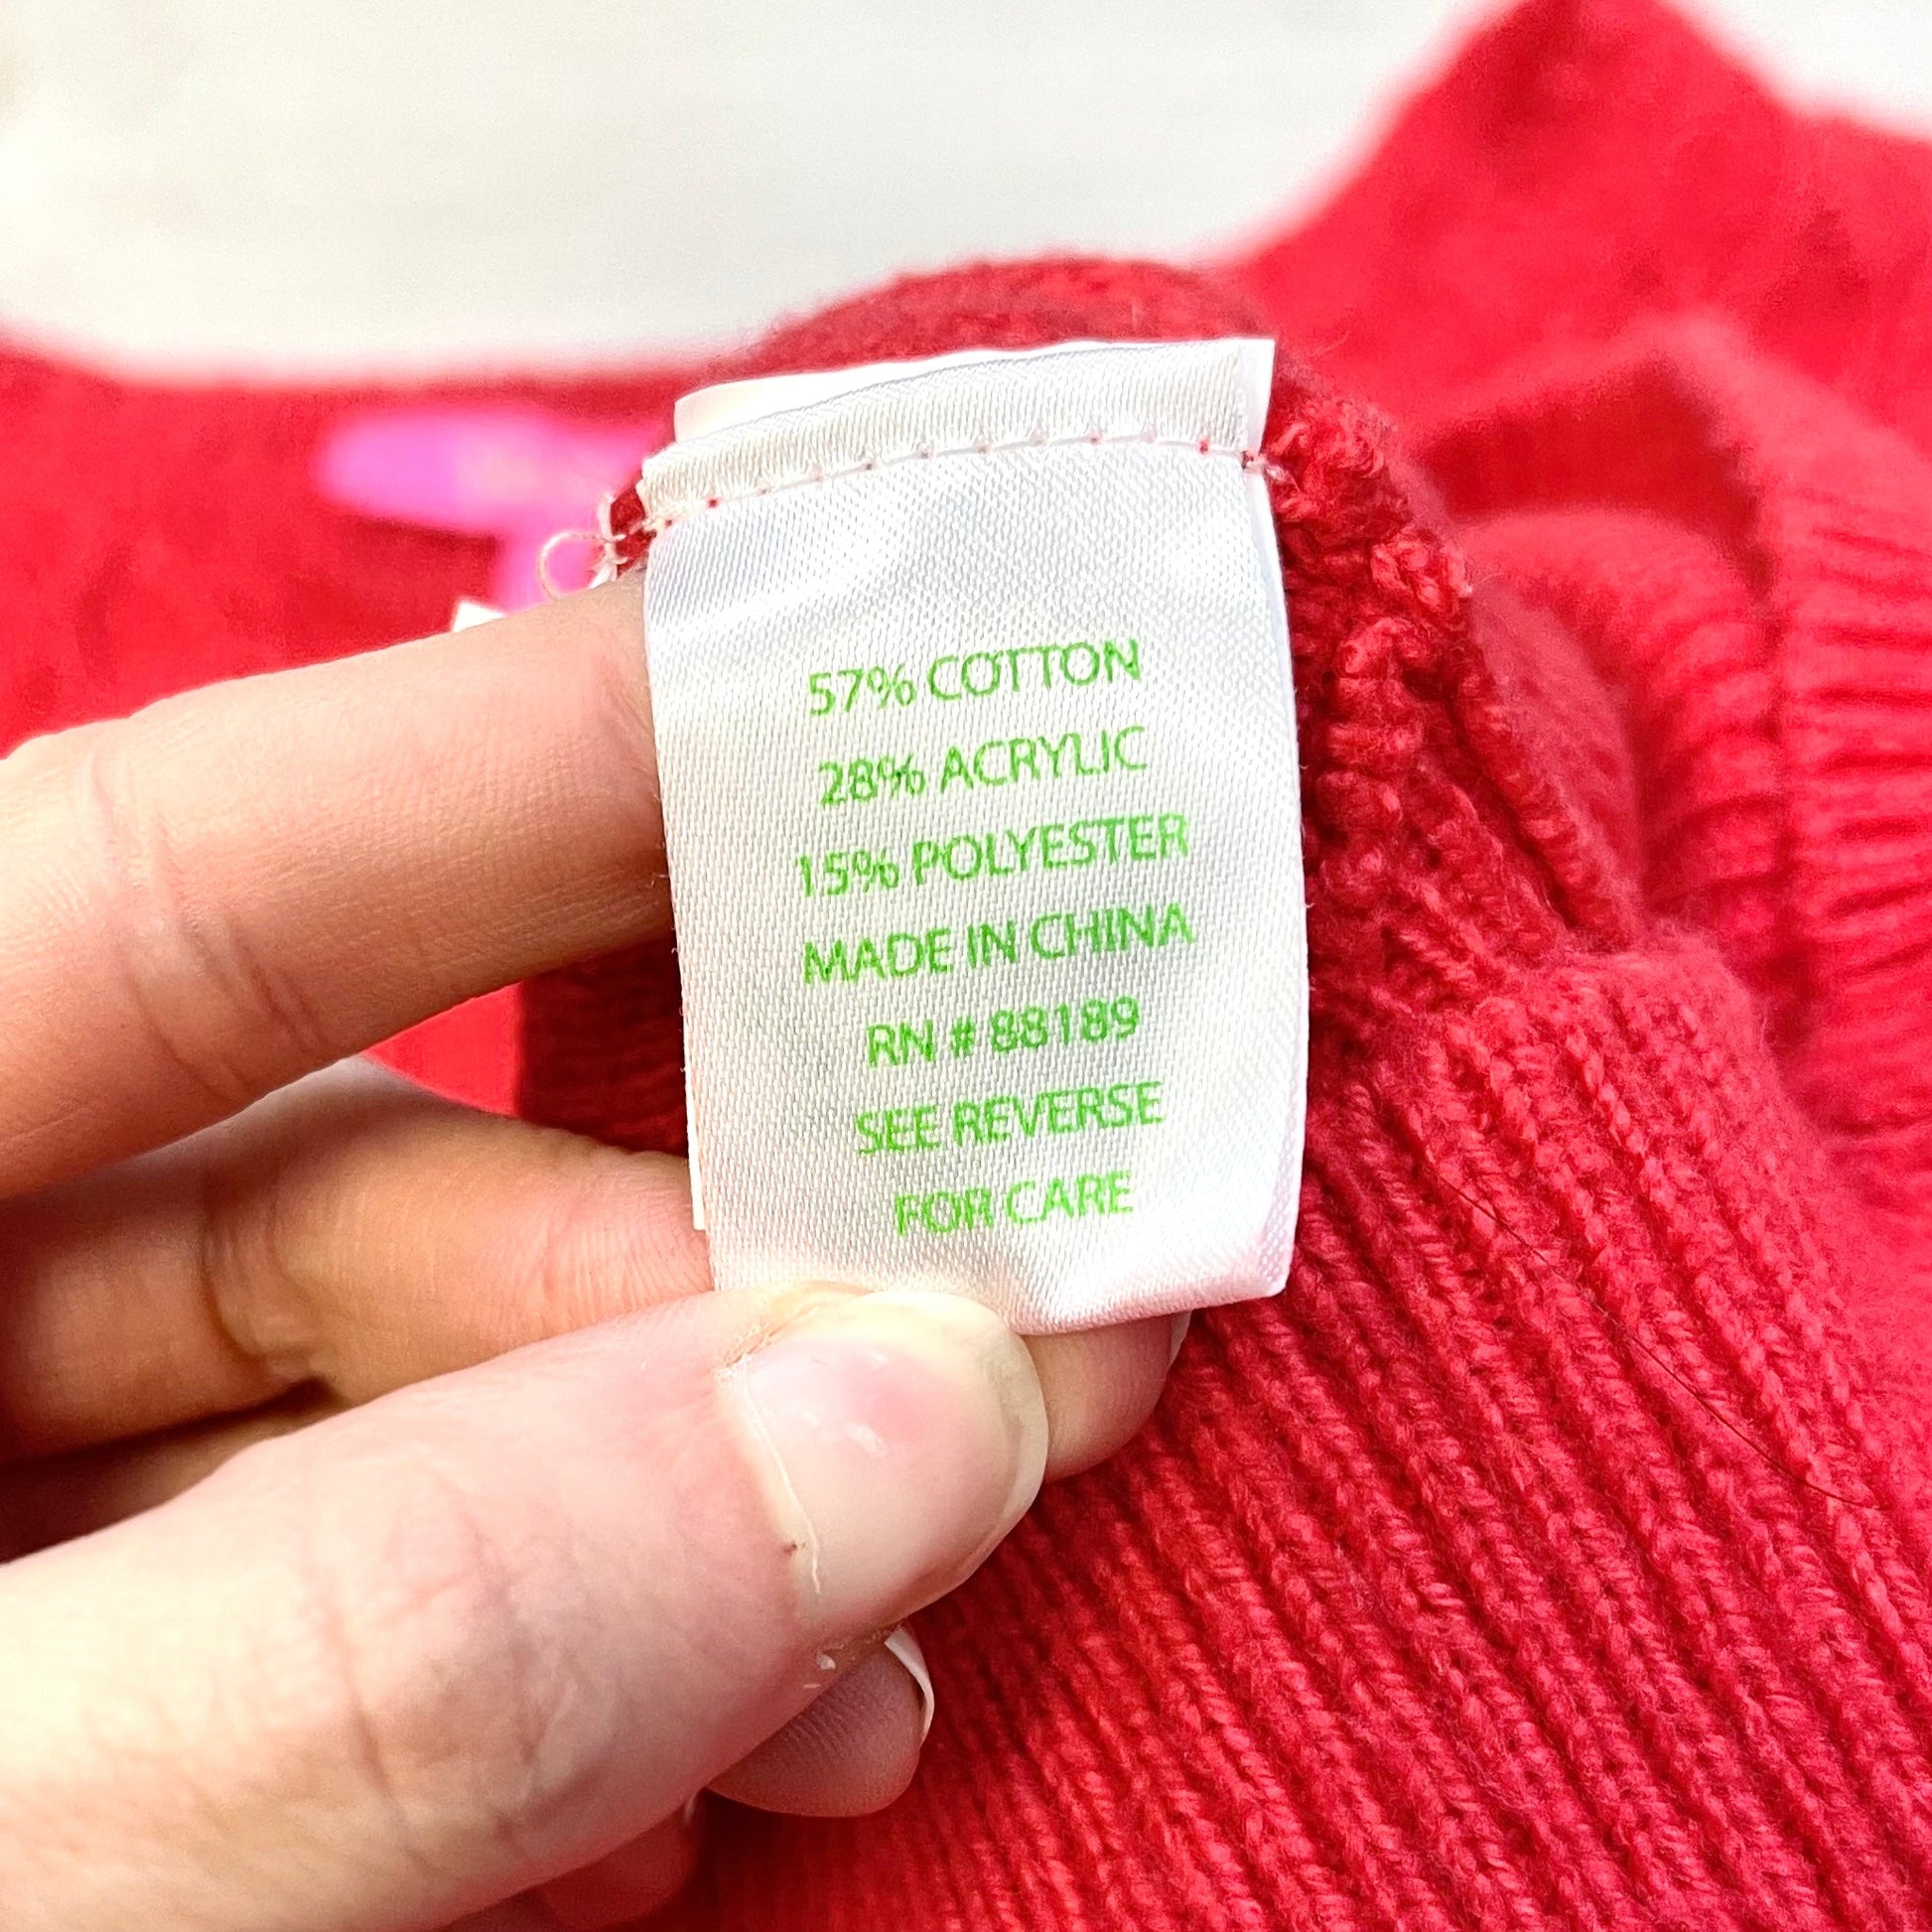 57% COTTON
28% ACRYLIC
15% POLYESTER
MADE IN CHINA
RN # 88189
SEE REVERSE
FOR CARE